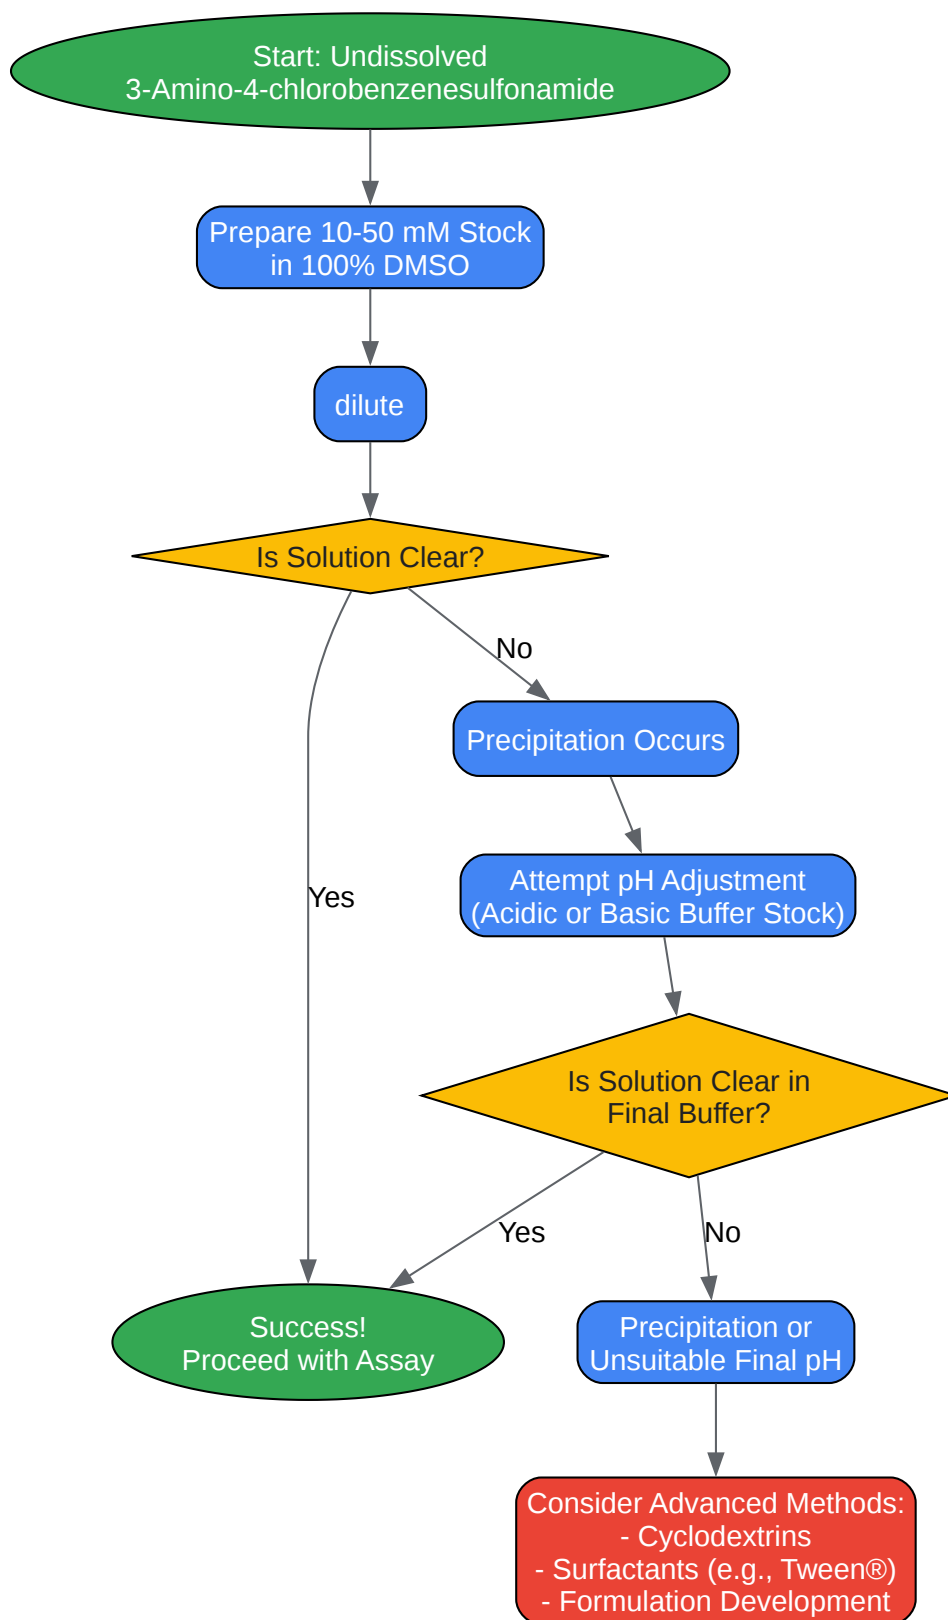 Start: Undissolved
3-Amino-4-chlorobenzenesulfonamide
Prepare 10-50 mM Stock
in 100% DMSO
dilute
Is Solution Clear?
No
Precipitation Occurs
Attempt pH Adjustment
(Acidic or Basic Buffer Stock)
Yes
Is Solution Clear in
Final Buffer?
Yes
No
Success!
Proceed with Assay
Precipitation or
Unsuitable Final pH
Consider Advanced Methods:
- Cyclodextrins
- Surfactants (e.g., Tween®)
- Formulation Development